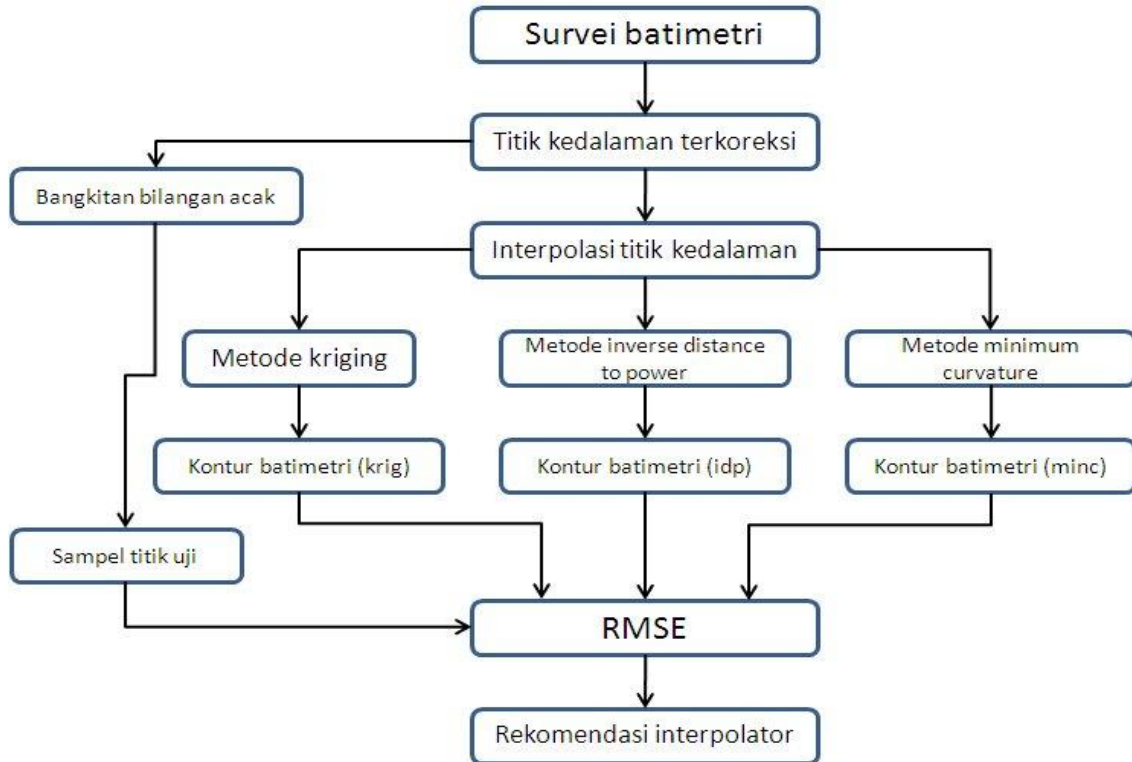 Survei batimetri
Titik kedalaman terkoreksi
Bangkitan bilangan acak
Interpolasi titik kedalaman
Metode kriging
Metode inverse distance
to power
Metode minimum
curvature
Kontur batimetri (krig)
Kontur batimetri (idp)
Kontur batimetri (minc)
Sampel titik uji
RMSE
Rekomendasi interpolator